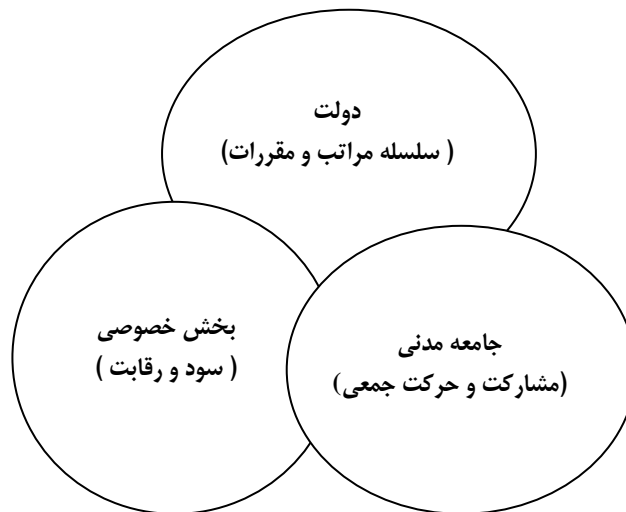 دولت
( سلسله مراتب و مقررات)
بخش خصوصی
( سود و رقابت )
جامعه مدنی
(مشارکت و حرکت جمعی)